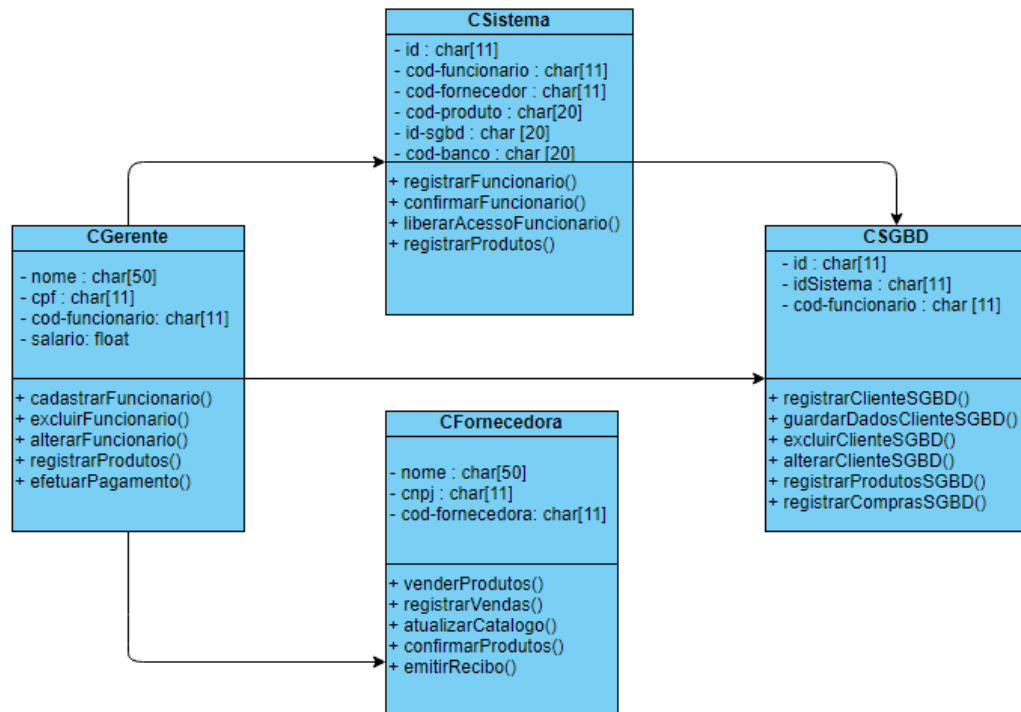 CSistema
- id : char[11]
- cod-funcionario : char[11]
- cod-fornecedor : char[11]
- cod-produto : char[20]
- id-sgbd : char [20]
- cod-banco : char [20]
+ registrarFuncionario()
+ confirmarFuncionario()
+ liberarAcessoFuncionario()
+ registrarProdutos()
CGerente
- nome : char[50]
- cpf : char[11]
- cod-funcionario: char[11]
- salario: float
+ cadastrarFuncionario()
+ excluirFuncionario()
+ alterarFuncionario()
+ registrarProdutos()
+ efetuarPagamento()
CSGBD
- id : char[11]
- idSistema : char[11]
- cod-funcionario : char [11]
+ registrarClienteSGBD()
+ guardarDadosClienteSGBD()
+ excluirClienteSGBD()
+ alterarClienteSGBD()
+ registrarProdutosSGBD()
+ registrarComprasSGBD()
CFornecedora
- nome : char[50]
- cnpj : char[11]
- cod-fornecedora: char[11]
+ venderProdutos()
+ registrarVendas()
+ atualizarCatalogo()
+ confirmarProdutos()
+ emitirRecibo()